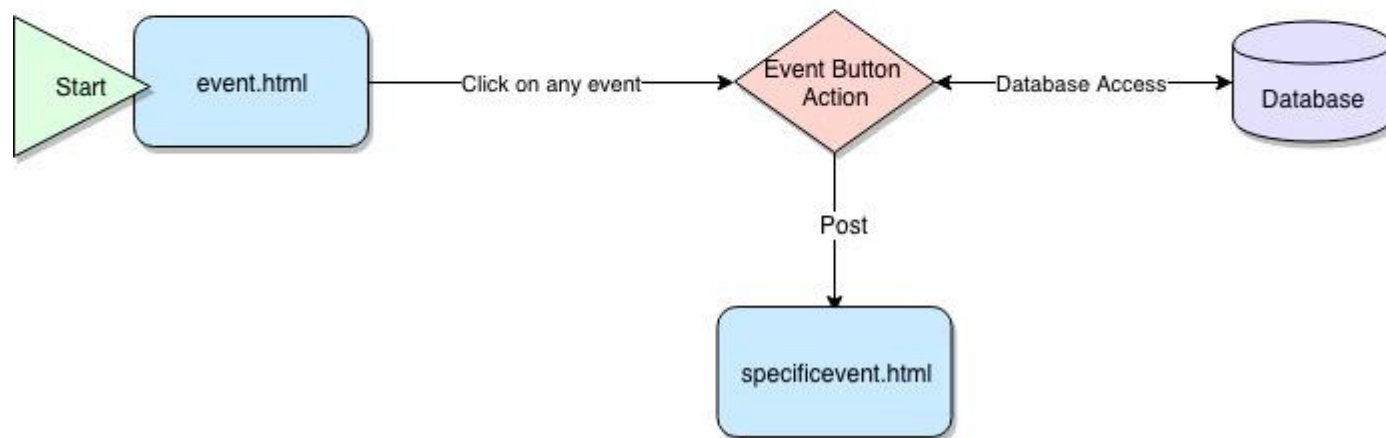 Start
event.html
Click on any event
Event Button
Action
Database Access
Database
Post
specificevent.html